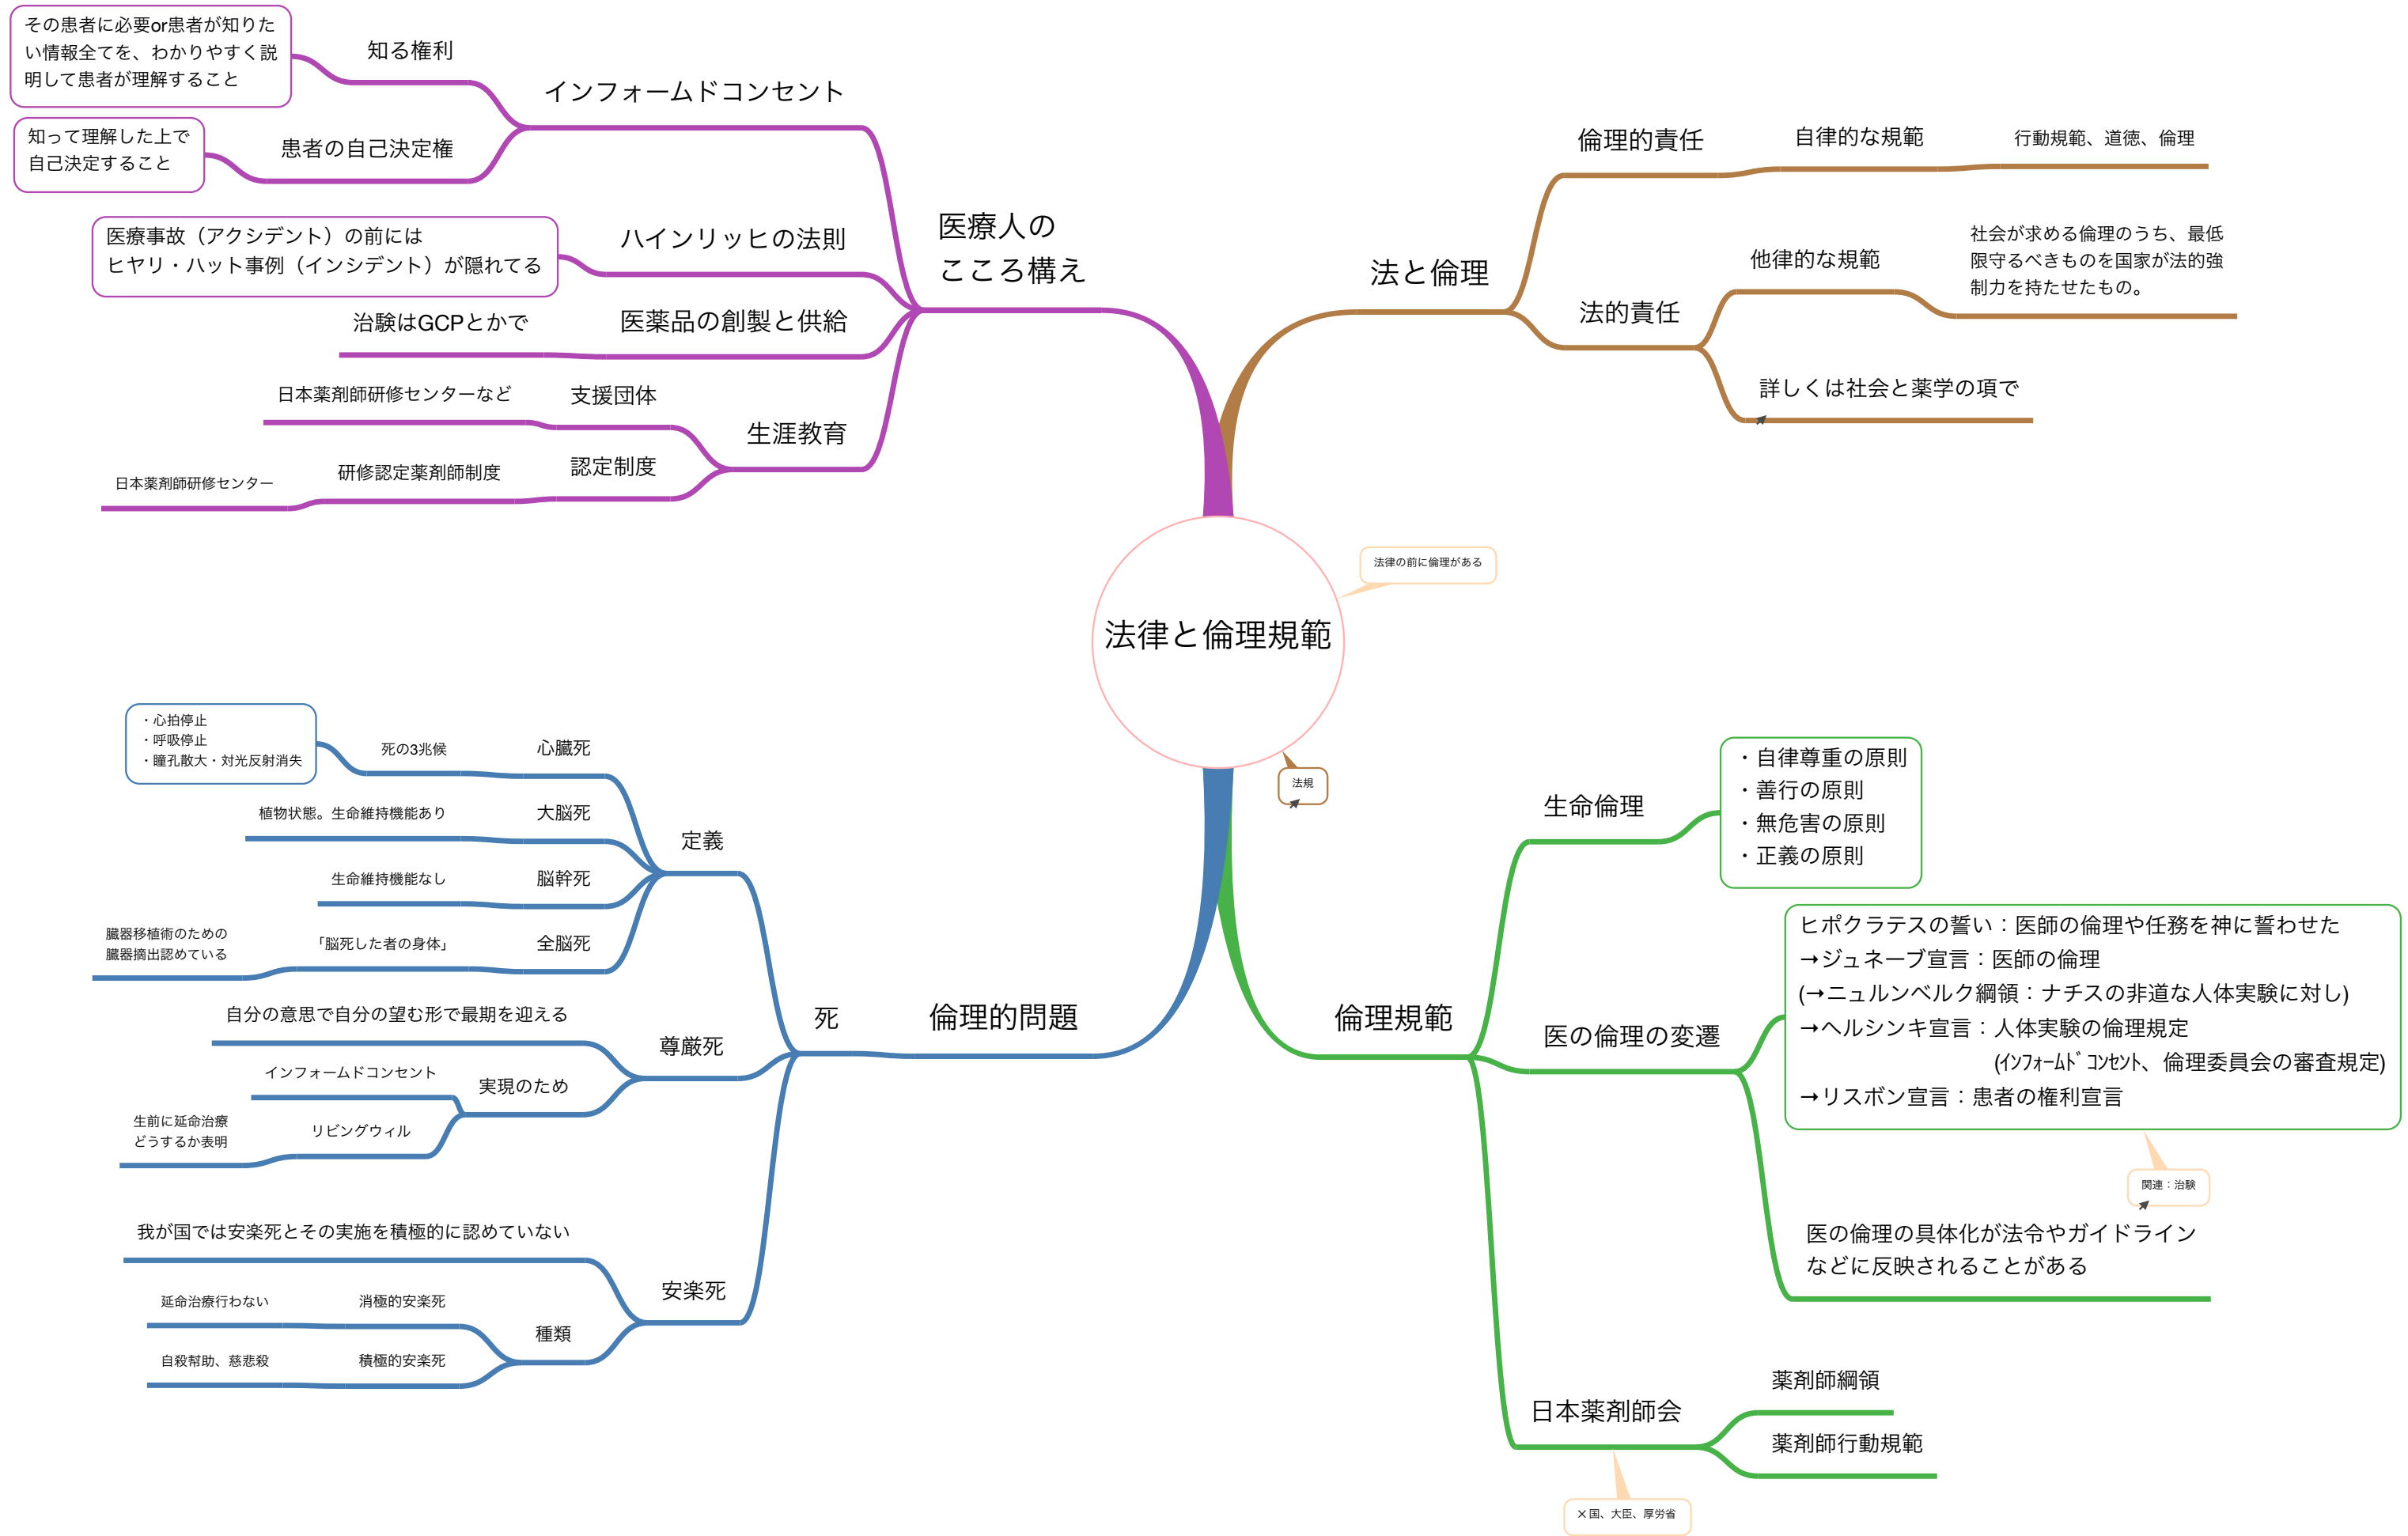 法律と倫理規範
法律の前に倫理がある
法規
法と倫理
倫理的責任
自律的な規範
行動規範、道徳、倫理
法的責任
他律的な規範
社会が求める倫理のうち、最低
限守るべきものを国家が法的強
制力を持たせたもの。
詳しくは社会と薬学の項で
倫理規範
生命倫理
・自律尊重の原則
・善行の原則
・無危害の原則
・正義の原則
医の倫理の変遷
ヒポクラテスの誓い：医師の倫理や任務を神に誓わせた
→ジュネーブ宣言：医師の倫理
(→ニュルンベルク綱領：ナチスの非道な人体実験に対し)
→ヘルシンキ宣言：人体実験の倫理規定
(ｲﾝﾌｫｰﾑﾄﾞｺﾝｾﾝﾄ、倫理委員会の審査規定)
→リスボン宣言：患者の権利宣言
関連：治験
医の倫理の具体化が法令やガイドライン
などに反映されることがある
日本薬剤師会
薬剤師綱領
薬剤師行動規範
×国、大臣、厚労省
医療人の
こころ構え
インフォームドコンセント
知る権利
その患者に必要or患者が知りた
い情報全てを、わかりやすく説
明して患者が理解すること
患者の自己決定権
知って理解した上で
自己決定すること
ハインリッヒの法則
医療事故（アクシデント）の前には
ヒヤリ・ハット事例（インシデント）が隠れてる
医薬品の創製と供給
治験はGCPとかで
生涯教育
支援団体
日本薬剤師研修センターなど
認定制度
研修認定薬剤師制度
日本薬剤師研修センター
倫理的問題
死
定義
心臓死
死の3兆候
・心拍停止
・呼吸停止
・瞳孔散大・対光反射消失
大脳死
植物状態。生命維持機能あり
脳幹死
生命維持機能なし
全脳死
「脳死した者の身体」
臓器移植術のための
臓器摘出認めている
尊厳死
自分の意思で自分の望む形で最期を迎える
実現のため
インフォームドコンセント
リビングウィル
生前に延命治療
どうするか表明
安楽死
我が国では安楽死とその実施を積極的に認めていない
種類
消極的安楽死
延命治療行わない
積極的安楽死
自殺幇助、慈悲殺